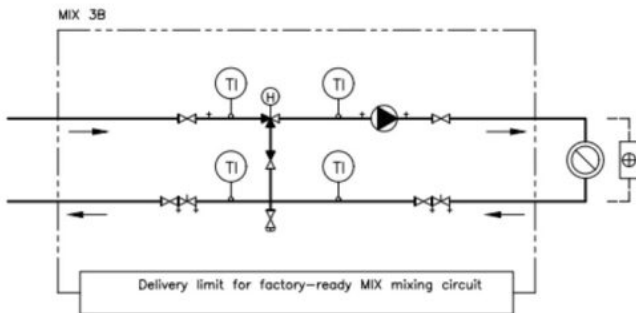 MIX 3B
TI TI
H
TI TI
Delivery limit for factory-ready MIX mixing circuit